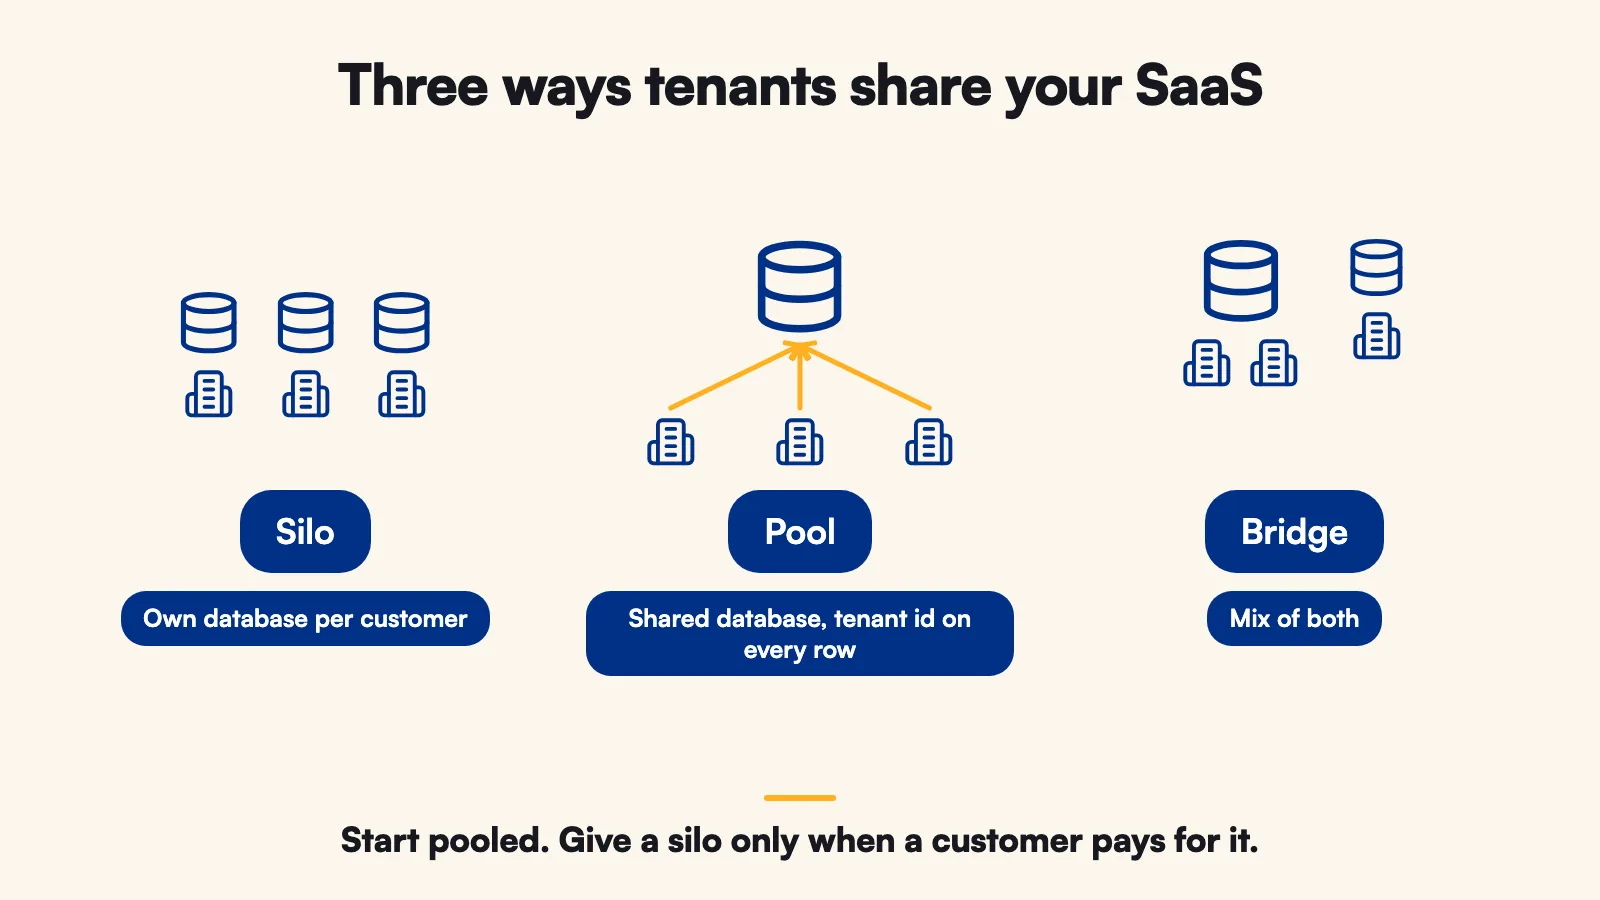 Three ways tenants share your SaaS
Silo
Own database per customer
Pool
Shared database, tenant id on
every row
Bridge
Mix of both
Start pooled. Give a silo only when a customer pays for it.